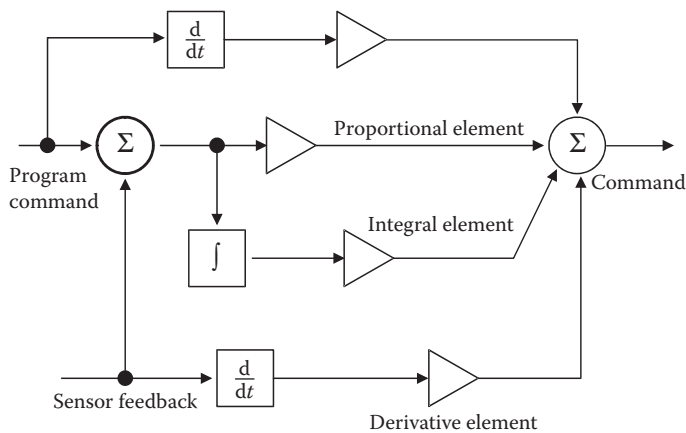 d
dt
Σ
Proportional element
Σ
Program
command
Command
Integral element
∫
d
dt
Sensor feedback
Derivative element